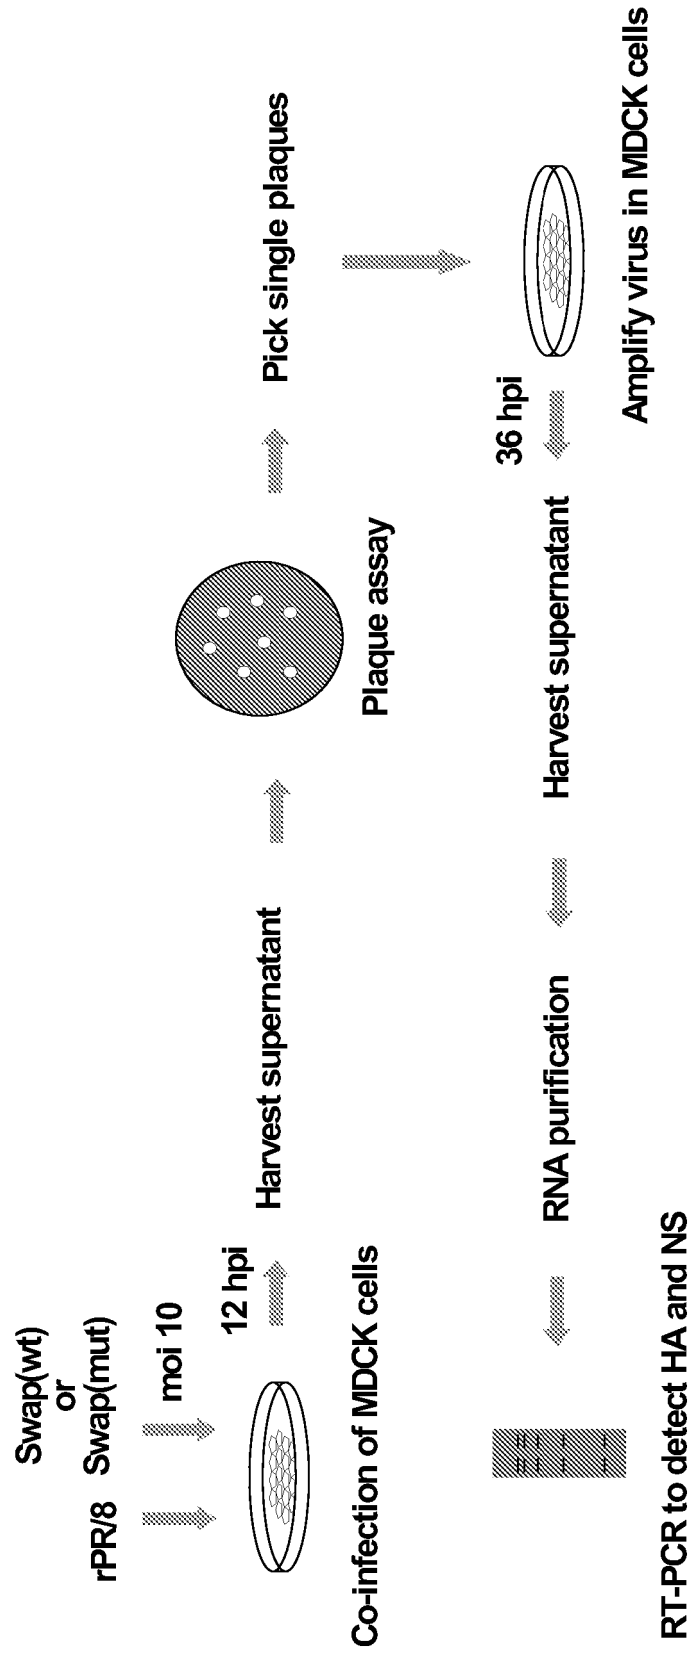 Swap(wt)
or
rPR/8 Swap(mut)
moi 10
12 hpi
Co-infection of MDCK cells
Harvest supernatant
Plaque assay
Pick single plaques
Amplify virus in MDCK cells
36 hpi
Harvest supernatant
RNA purification
RT-PCR to detect HA and NS